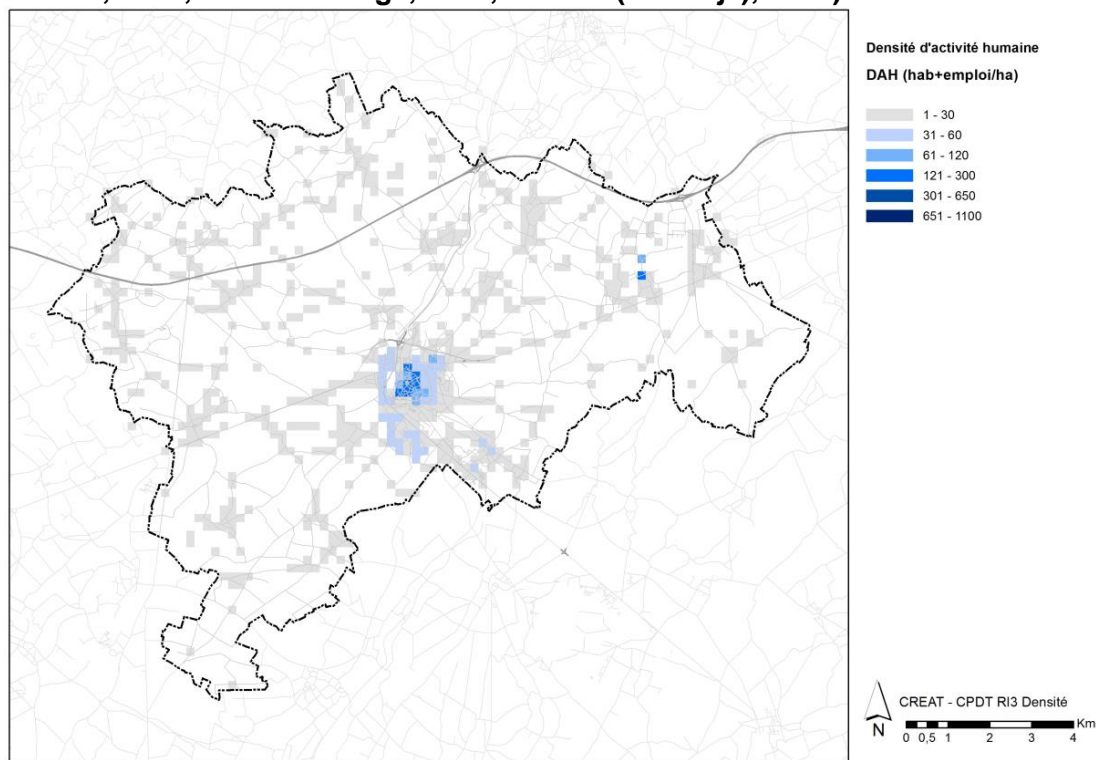 Densité d'activité humaine
DAH (hab+emploi/ha)
1 - 30
31 - 60
61 - 120
121 - 300
301 - 650
651 - 1100
CREAT - CPDT RI3 Densité
N
Km
0 0,5 1 2 3 4